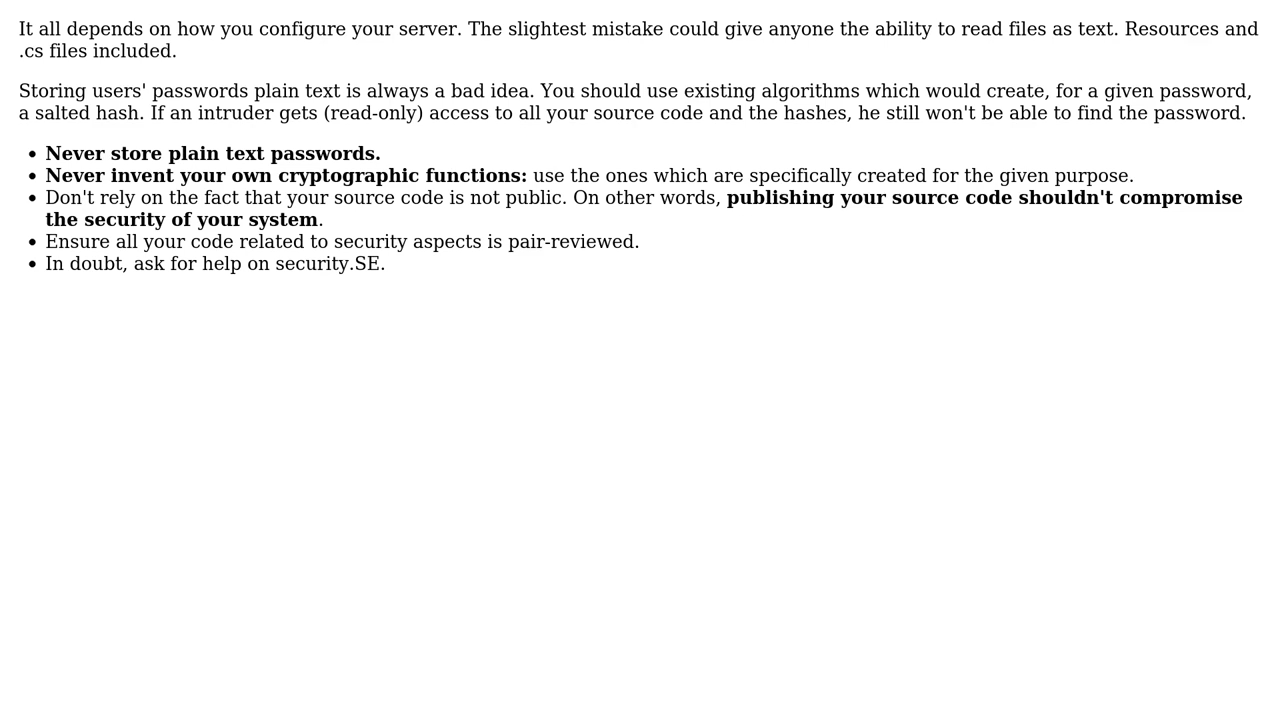 It all depends on how you configure your server. The slightest mistake could give anyone the ability to read files as text. Resources and
.cs files included.
Storing users' passwords plain text is always a bad idea. You should use existing algorithms which would create, for a given password,
a salted hash. If an intruder gets (read-only) access to all your source code and the hashes, he still won't be able to find the password.
• Never store plain text passwords.
• Never invent your own cryptographic functions: use the ones which are specifically created for the given purpose.
• Don't rely on the fact that your source code is not public. On other words, publishing your source code shouldn't compromise
the security of your system.
• Ensure all your code related to security aspects is pair-reviewed.
• In doubt, ask for help on security.SE.